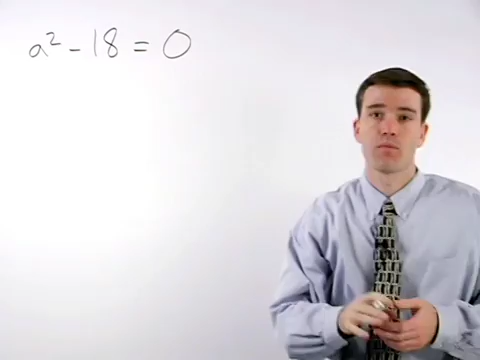 a² - 18 = 0